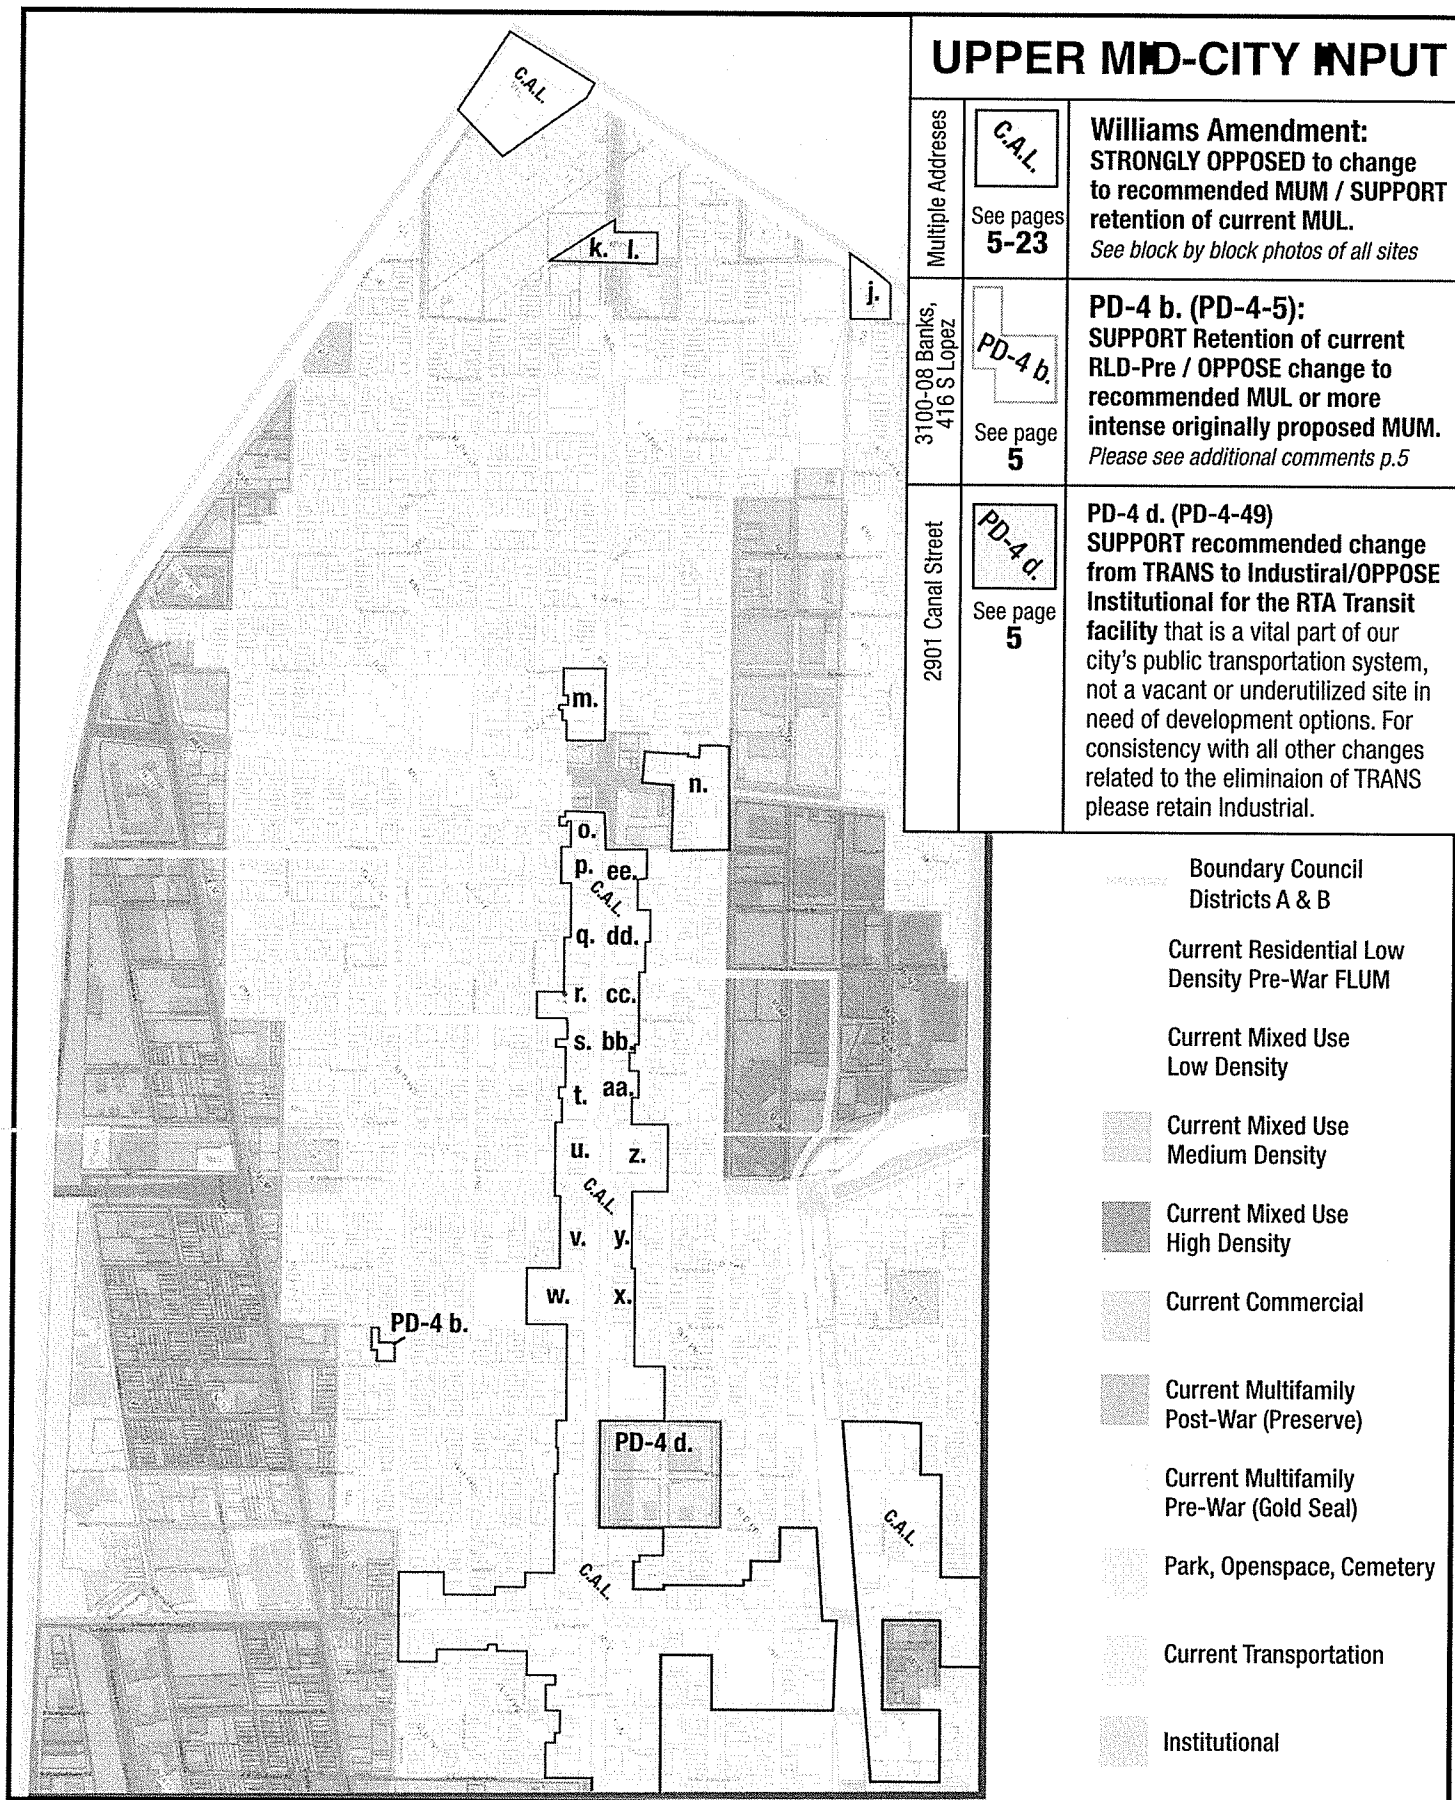 UPPER MID-CITY INPUT
Multiple Addreses
C.A.L.
See pages
5-23
Williams Amendment:
STRONGLY OPPOSED to change
to recommended MUM / SUPPORT
retention of current MUL.
See block by block photos of all sites
3100-08 Banks,
416 S Lopez
PD-4 b.
See page
5
PD-4 b. (PD-4-5):
SUPPORT Retention of current
RLD-Pre / OPPOSE change to
recommended MUL or more
intense originally proposed MUM.
Please see additional comments p.5
2901 Canal Street
PD-4 d.
See page
5
PD-4 d. (PD-4-49)
SUPPORT recommended change
from TRANS to Industiral/OPPOSE
Institutional for the RTA Transit
facility that is a vital part of our
city's public transportation system,
not a vacant or underutilized site in
need of development options. For
consistency with all other changes
related to the eliminaion of TRANS
please retain Industrial.
Boundary Council
Districts A & B
Current Residential Low
Density Pre-War FLUM
Current Mixed Use
Low Density
Current Mixed Use
Medium Density
Current Mixed Use
High Density
Current Commercial
Current Multifamily
Post-War (Preserve)
Current Multifamily
Pre-War (Gold Seal)
Park, Openspace, Cemetery
Current Transportation
Institutional
C.A.L.
k. l.
j.
m.
n.
o.
p. ee.
C.A.L.
q. dd.
r. cc.
s. bb.
t. aa.
u. z.
C.A.L.
v. y.
w. x.
PD-4 b.
PD-4 d.
C.A.L.
C.A.L.